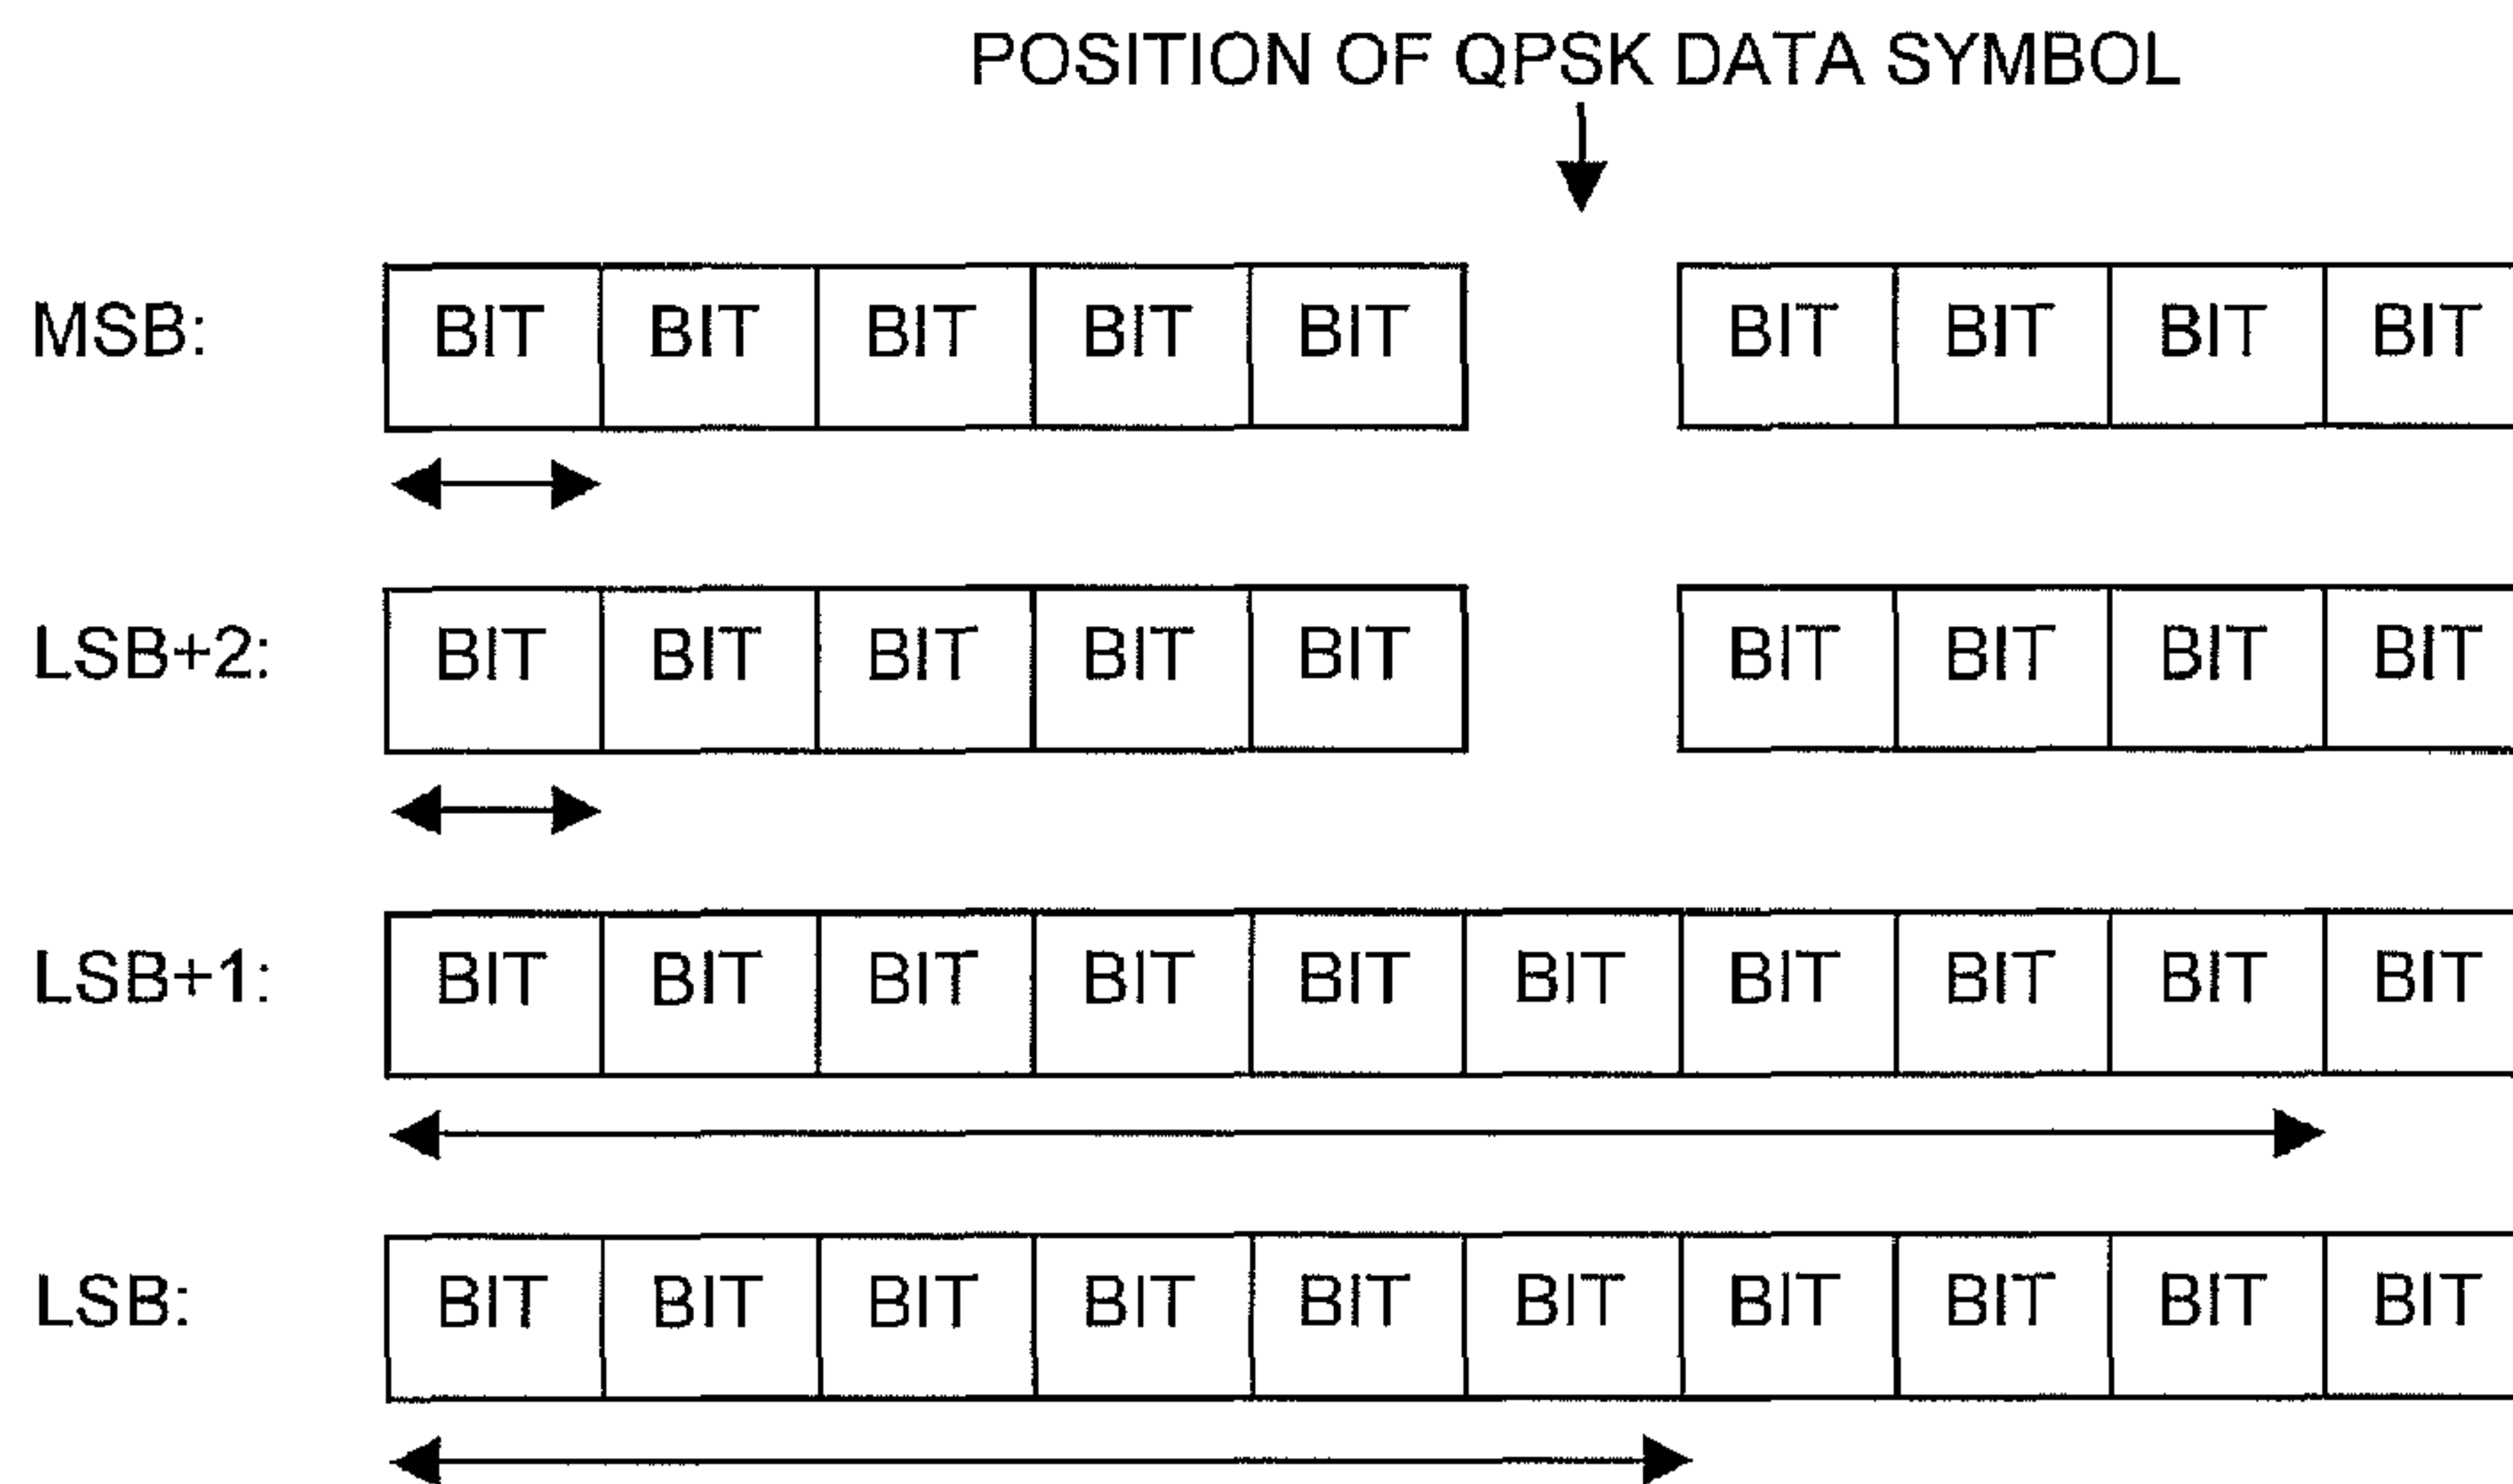 POSITION OF QPSK DATA SYMBOL
MSB: BIT BIT BIT BIT BIT BIT BIT BIT BIT
LSB+2: BIT BIT BIT BIT BIT BIT BIT BIT BIT
LSB+1: BIT BIT BIT BIT BIT BIT BIT BIT BIT BIT
LSB: BIT BIT BIT BIT BIT BIT BIT BIT BIT BIT